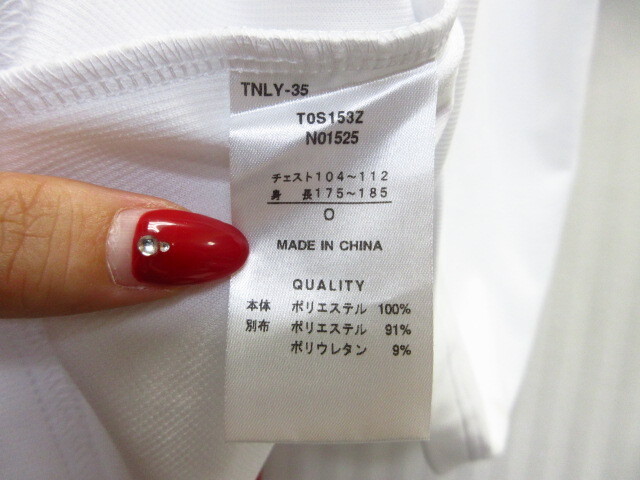 TNLY-35
T0S153Z
N01525
チェスト104~112
身 長175~185
O
MADE IN CHINA
QUALITY
本体 ポリエステル 100%
別布 ポリエステル 91%
ポリウレタン 9%